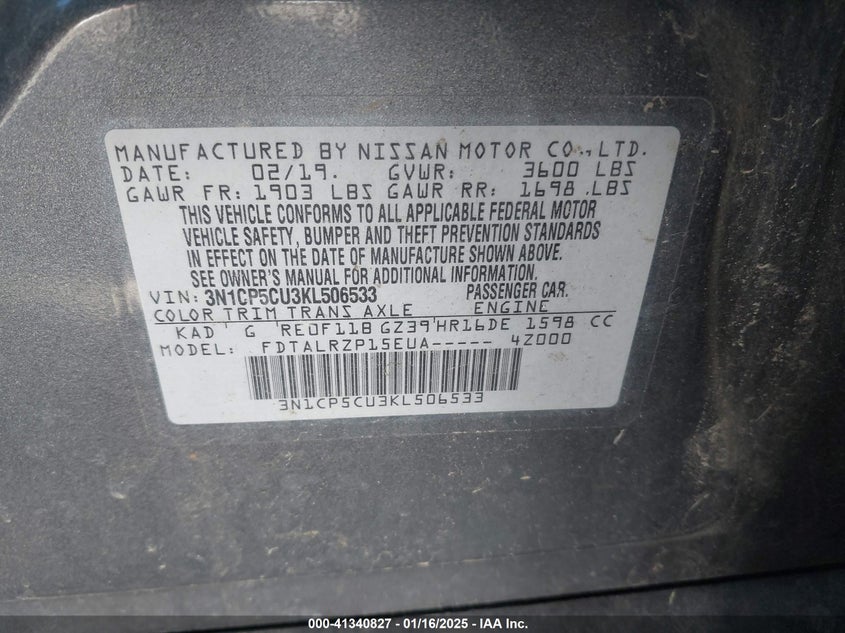 MANUFACTURED BY NISSAN MOTOR CO., LTD.
DATE: 02/19. GVWR: 3600 LBS
GAWR FR: 1903 LBS GAWR RR: 1698 LBS
THIS VEHICLE CONFORMS TO ALL APPLICABLE FEDERAL MOTOR
VEHICLE SAFETY, BUMPER AND THEFT PREVENTION STANDARDS
IN EFFECT ON THE DATE OF MANUFACTURE SHOWN ABOVE.
SEE OWNER'S MANUAL FOR ADDITIONAL INFORMATION.
VIN: 3N1CP5CU3KL506533 PASSENGER CAR.
COLOR TRIM TRANS AXLE ENGINE
KAD G RE0F11B GZ39 HR16DE 1598 CC
MODEL: FDTALRZP15EUA----- 4Z000
3N1CP5CU3KL506533
000-41340827 - 01/16/2025 - IAA Inc.